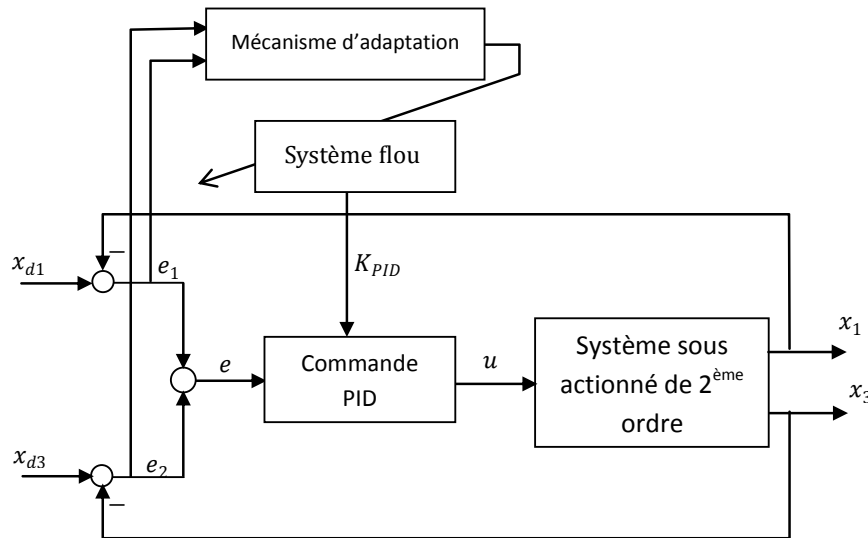 Mécanisme d'adaptation
Système flou
−
x_{d1}
e_1
K_{PID}
e
Commande
PID
u
Système sous
actionné de 2^{ème}
ordre
x_1
x_3
x_{d3}
e_2
−